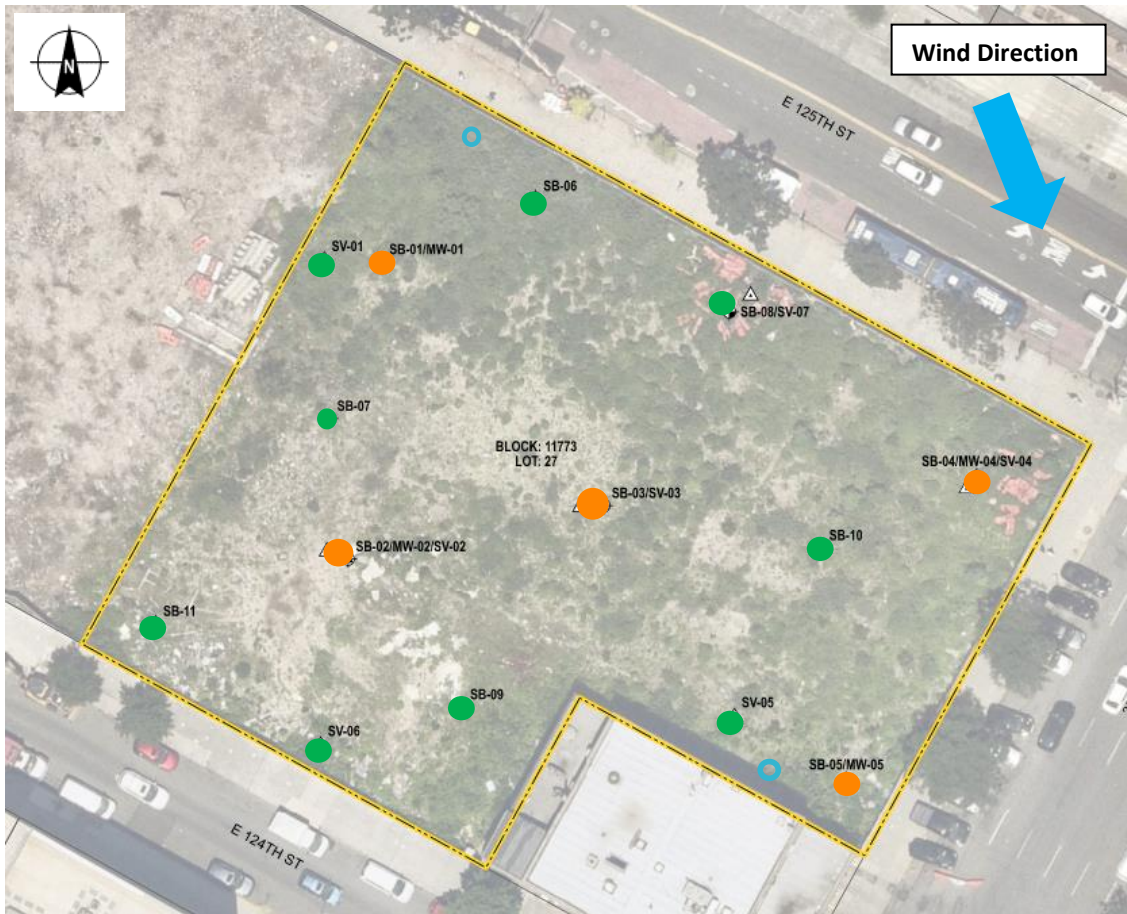 N
Wind Direction
E 125TH ST
SB-06
SV-01
SB-01/MW-01
SB-08/SV-07
SB-07
BLOCK: 11773
LOT: 27
SB-04/MW-04/SV-04
SB-03/SV-03
SB-10
SB-02/MW-02/SV-02
SB-11
SB-09
SV-05
SV-06
SB-05/MW-05
E 124TH ST